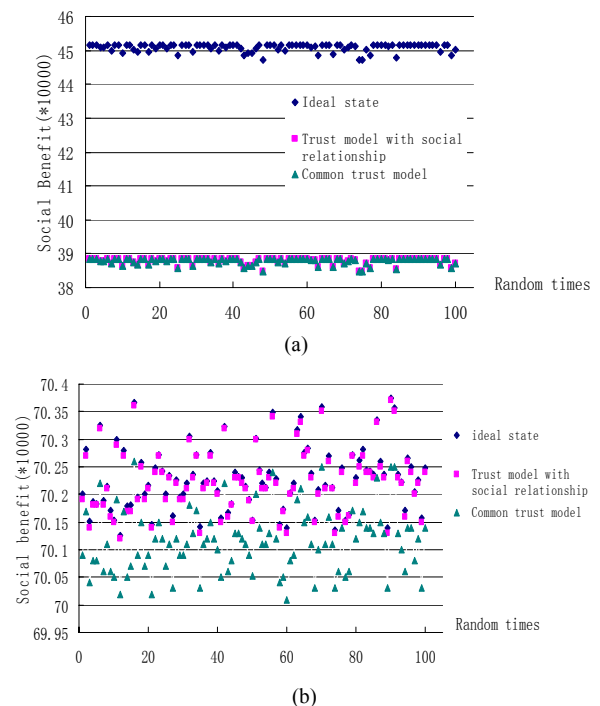 46
45
44
43
42
41
40
39
38
Social Benefit(*10000)
Ideal state
Trust model with social
relationship
Common trust model
0
20
40
60
80
100
Random times
(a)
70.4
70.35
70.3
70.25
70.2
70.15
70.1
70.05
70
69.95
Social benefit(*10000)
ideal state
Trust model with
social relationship
Common trust model
0
20
40
60
80
100
Random times
(b)